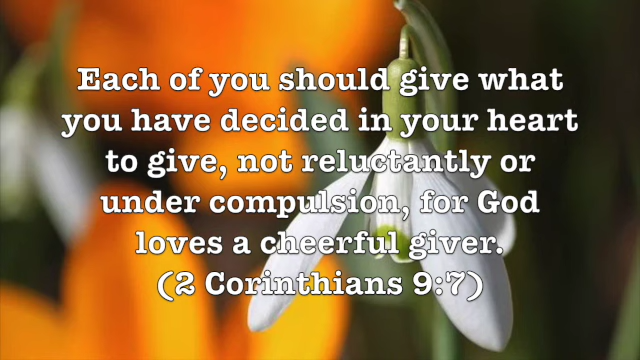 Each of you should give what
you have decided in your heart
to give, not reluctantly or
under compulsion, for God
loves a cheerful giver.
(2 Corinthians 9:7)